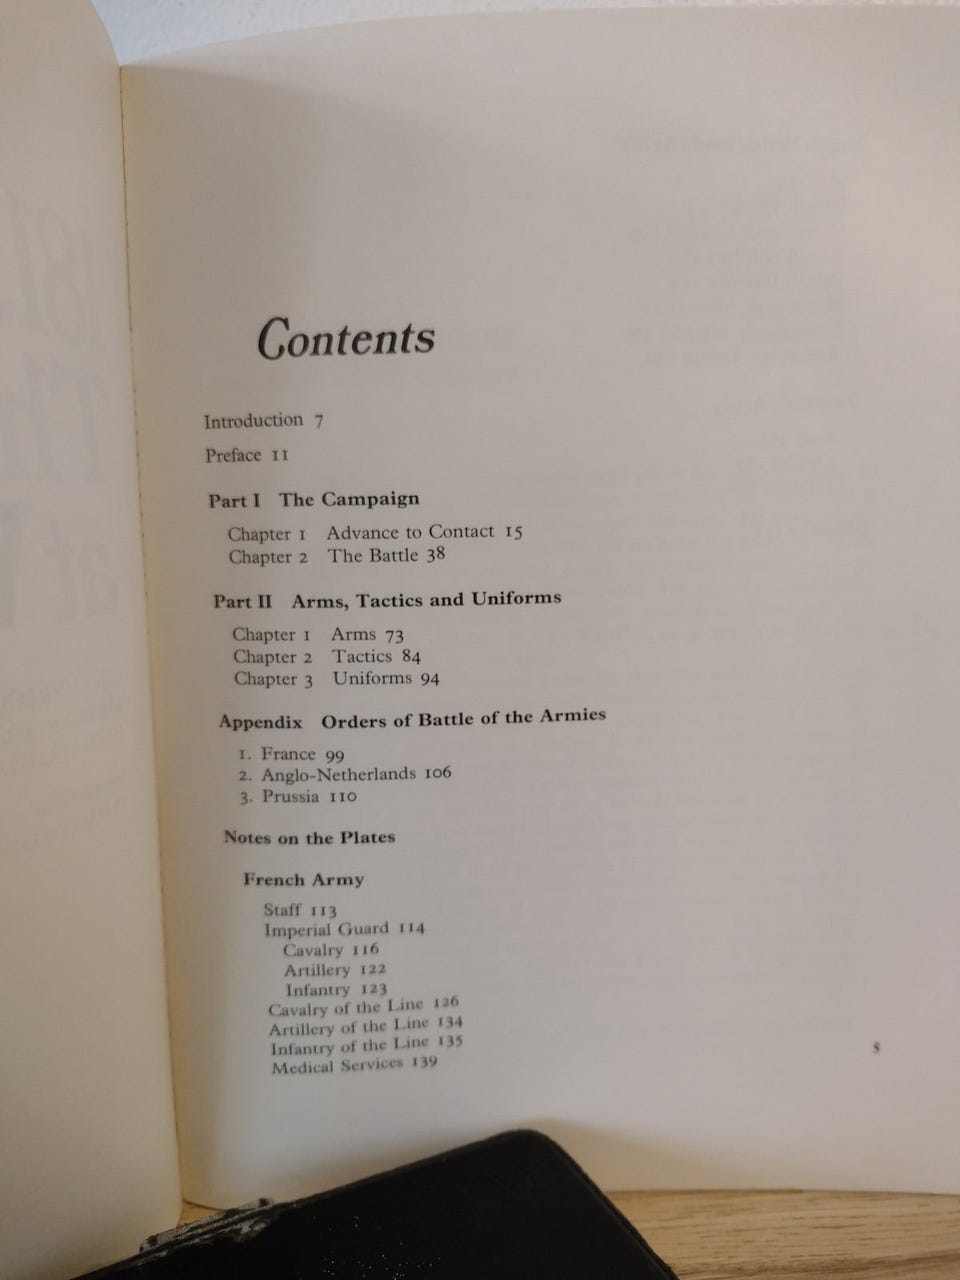 Contents
Introduction 7
Preface 11
Part I The Campaign
Chapter 1 Advance to Contact 15
Chapter 2 The Battle 38
Part II Arms, Tactics and Uniforms
Chapter 1 Arms 73
Chapter 2 Tactics 84
Chapter 3 Uniforms 94
Appendix Orders of Battle of the Armies
1. France 99
2. Anglo-Netherlands 106
3. Prussia 110
Notes on the Plates
French Army
Staff 113
Imperial Guard 114
Cavalry 116
Artillery 122
Infantry 123
Cavalry of the Line 126
Artillery of the Line 134
Infantry of the Line 135
Medical Services 139
5